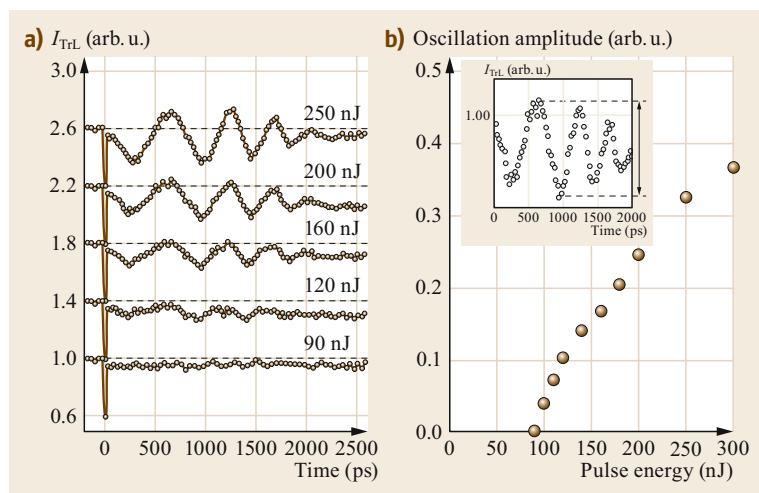 a) I_TrL (arb. u.)
3.0
2.6
2.2
1.8
1.4
1.0
0.6
250 nJ
200 nJ
160 nJ
120 nJ
90 nJ
0 500 1000 1500 2000 2500
Time (ps)
b) Oscillation amplitude (arb. u.)
0.5
0.4
0.3
0.2
0.1
0.0
I_TrL (arb. u.)
1.00
0 500 1000 1500 2000
Time (ps)
0 50 100 150 200 250 300
Pulse energy (nJ)